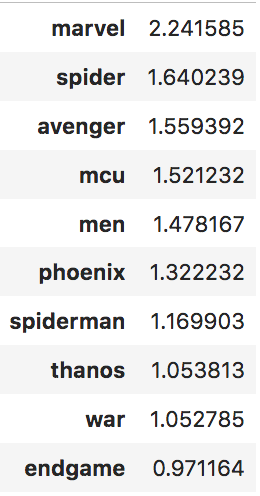 marvel 2.241585
spider 1.640239
avenger 1.559392
mcu 1.521232
men 1.478167
phoenix 1.322232
spiderman 1.169903
thanos 1.053813
war 1.052785
endgame 0.971164